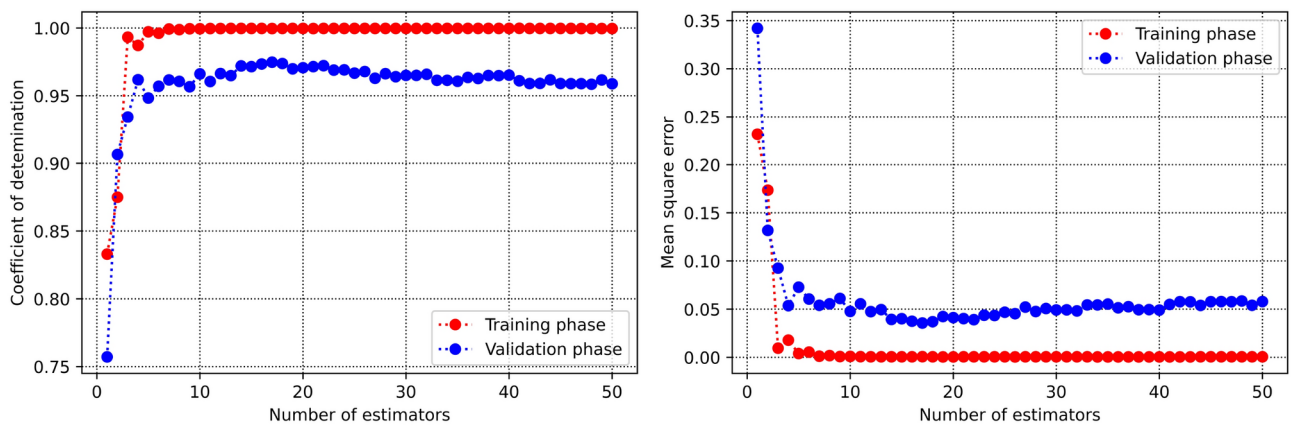 Coefficient of detemination
1.00
0.95
0.90
0.85
0.80
0.75
0 10 20 30 40 50
Number of estimators
Training phase
Validation phase
Mean square error
0.35
0.30
0.25
0.20
0.15
0.10
0.05
0.00
0 10 20 30 40 50
Number of estimators
Training phase
Validation phase